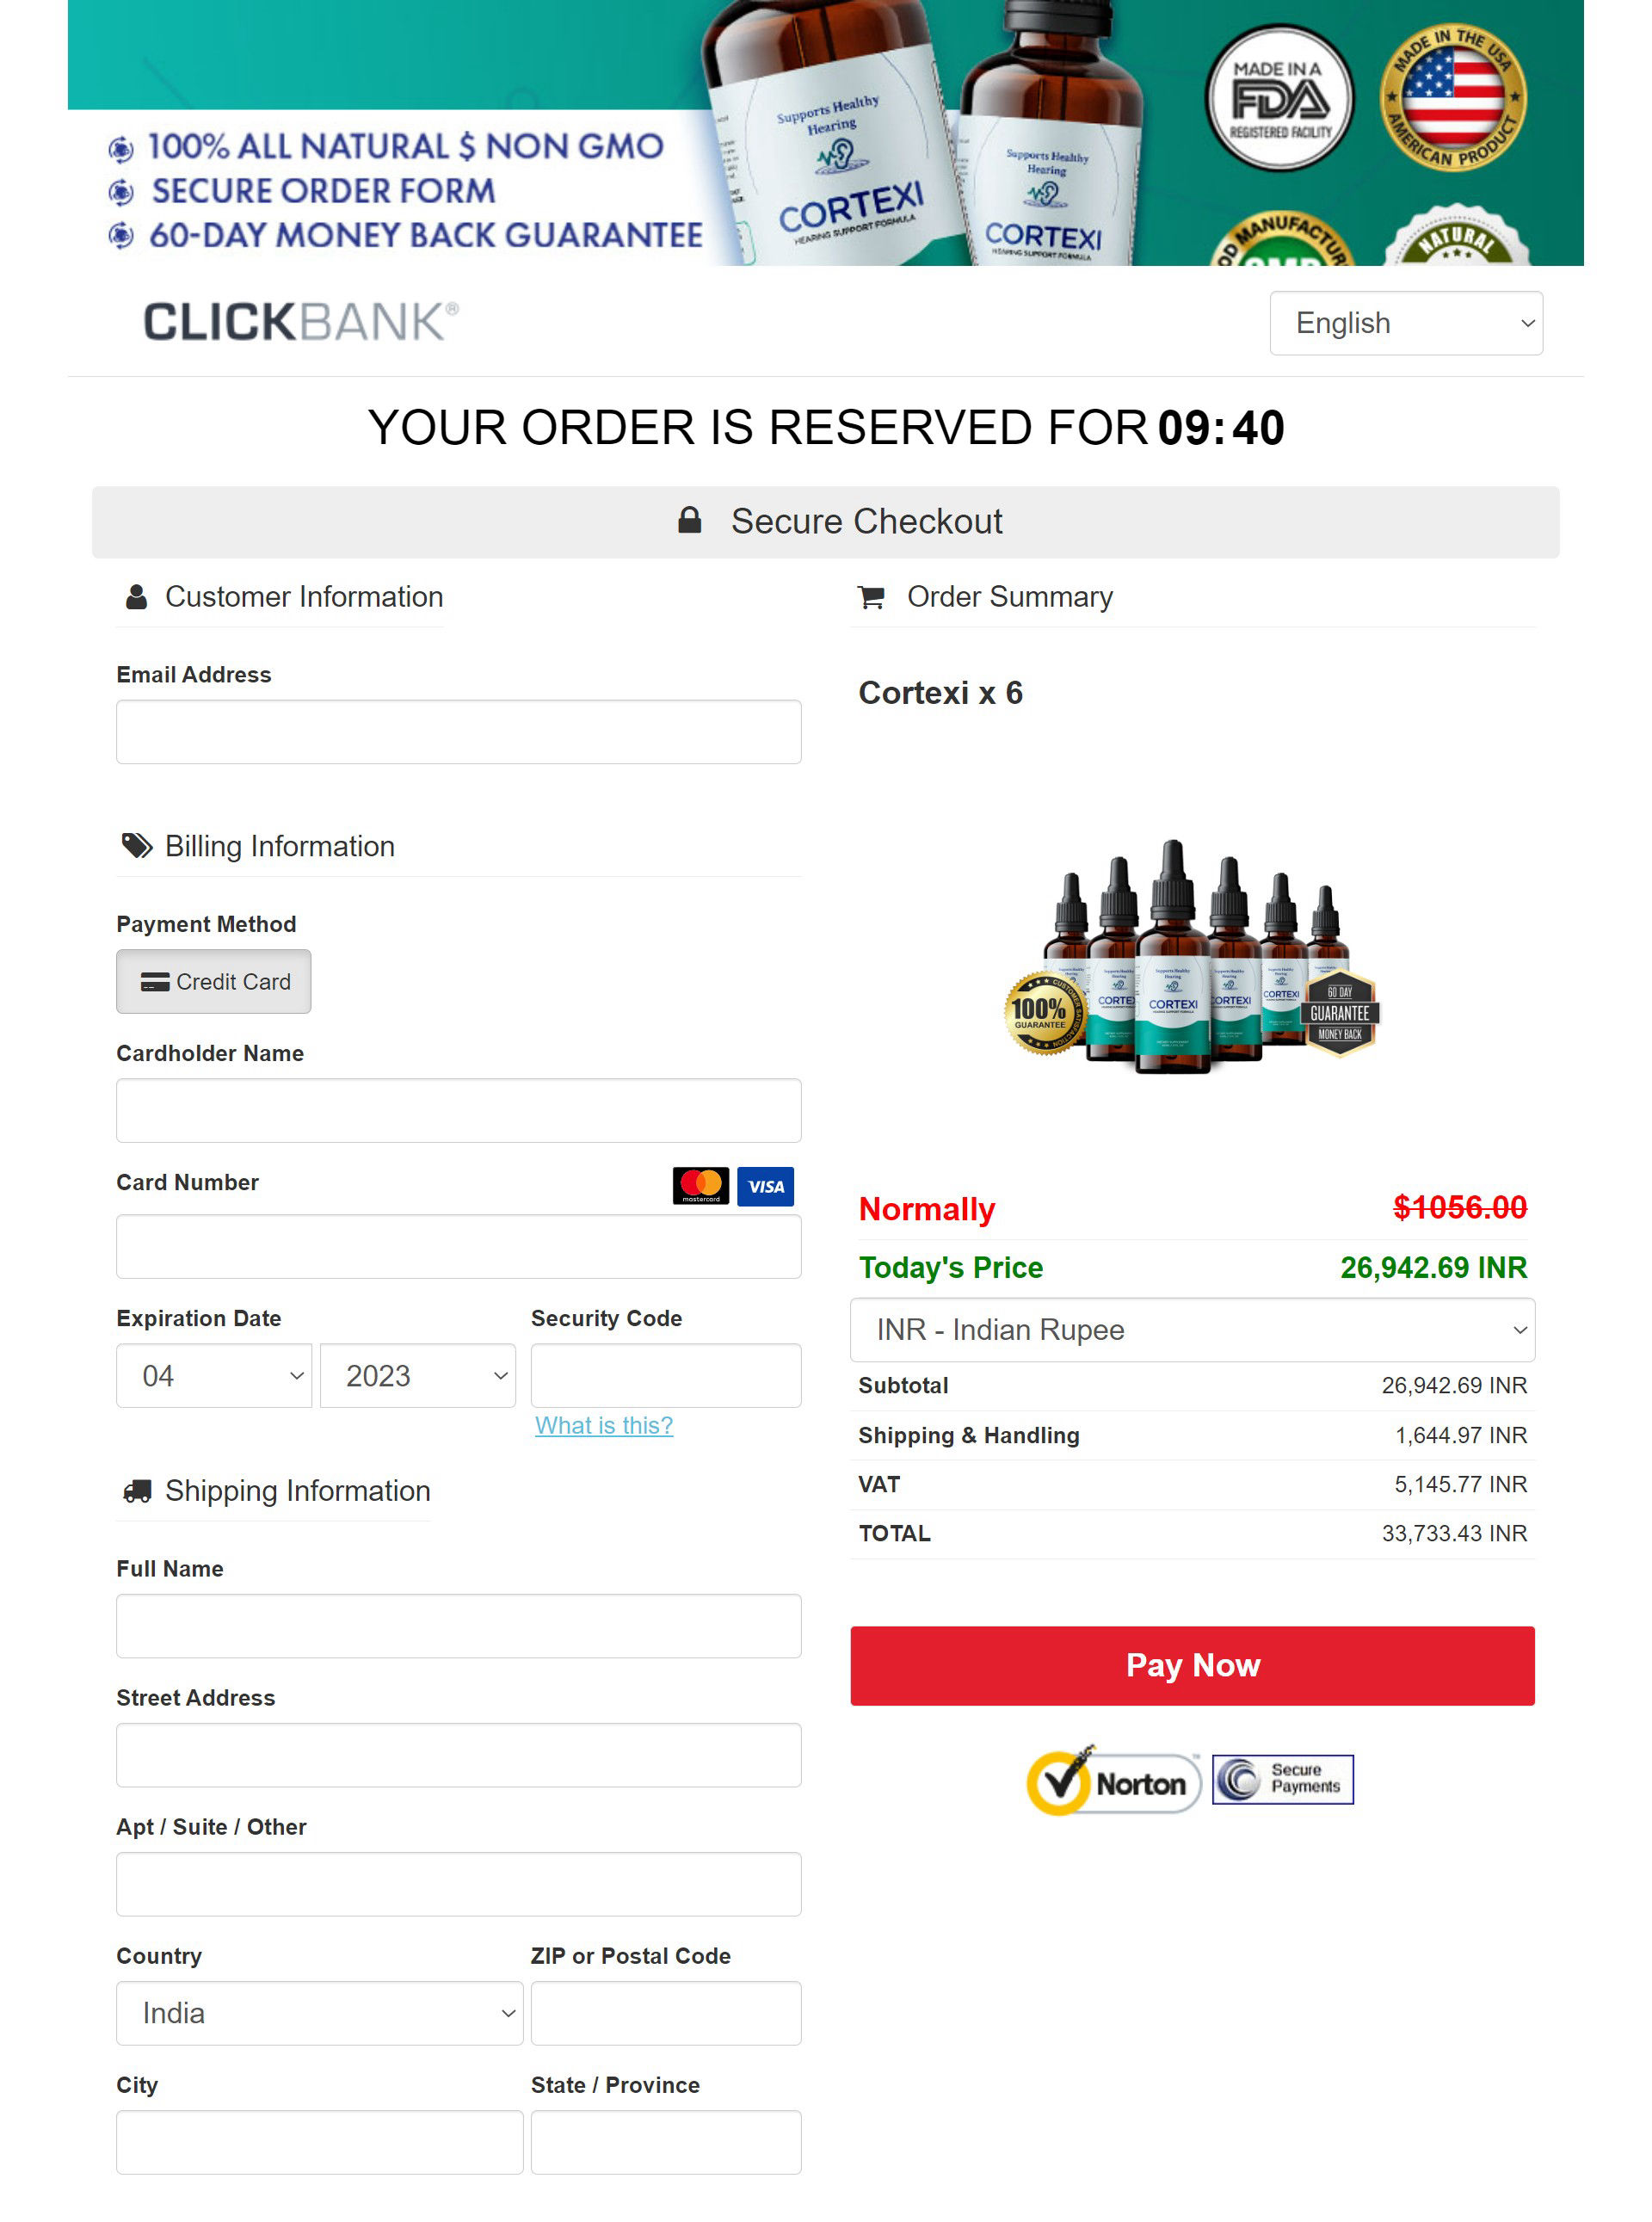 100% ALL NATURAL $ NON GMO
SECURE ORDER FORM
60-DAY MONEY BACK GUARANTEE
Supports Healthy
Hearing
CORTEXI
HEARING SUPPORT FORMULA
Supports Healthy
Hearing
CORTEXI
HEARING SUPPORT FORMULA
MADE IN A
FDA
REGISTERED FACILITY
MADE IN THE USA
AMERICAN PRODUCT
NATURAL
CLICKBANK®
English
YOUR ORDER IS RESERVED FOR 09:40
Secure Checkout
Customer Information
Email Address
Billing Information
Payment Method
Credit Card
Cardholder Name
Card Number
mastercard
VISA
Expiration Date
Security Code
04
2023
What is this?
Shipping Information
Full Name
Street Address
Apt / Suite / Other
Country
ZIP or Postal Code
India
City
State / Province
Order Summary
Cortexi x 6
100%
GUARANTEE
CORTEXI
CORTEXI
CORTEXI
60 DAY
GUARANTEE
MONEY BACK
Normally $1056.00
Today's Price 26,942.69 INR
INR - Indian Rupee
Subtotal 26,942.69 INR
Shipping & Handling 1,644.97 INR
VAT 5,145.77 INR
TOTAL 33,733.43 INR
Pay Now
Norton
Secure
Payments